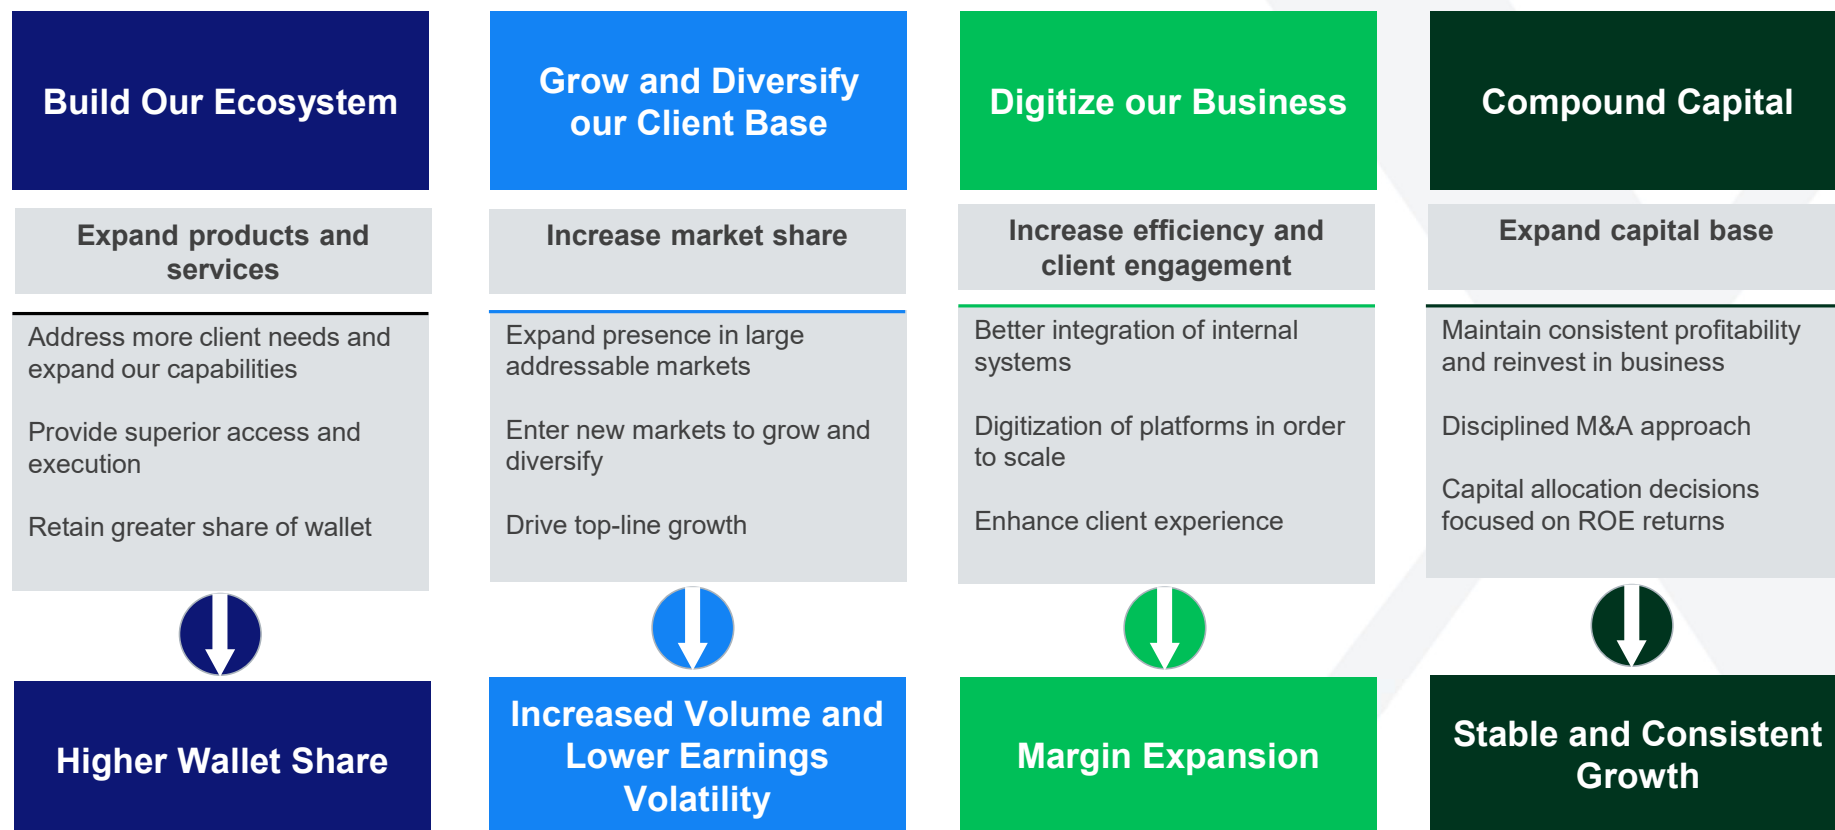 Build Our Ecosystem
Expand products and
services
Address more client needs and
expand our capabilities
Provide superior access and
execution
Retain greater share of wallet
Higher Wallet Share
Grow and Diversify
our Client Base
Increase market share
Expand presence in large
addressable markets
Enter new markets to grow and
diversify
Drive top-line growth
Increased Volume and
Lower Earnings
Volatility
Digitize our Business
Increase efficiency and
client engagement
Better integration of internal
systems
Digitization of platforms in order
to scale
Enhance client experience
Margin Expansion
Compound Capital
Expand capital base
Maintain consistent profitability
and reinvest in business
Disciplined M&A approach
Capital allocation decisions
focused on ROE returns
Stable and Consistent
Growth